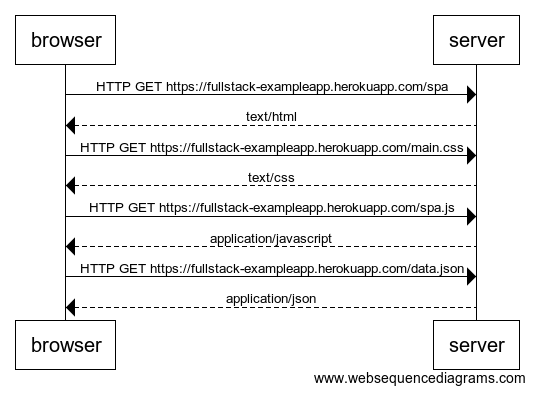 browser
server
HTTP GET https://fullstack-exampleapp.herokuapp.com/spa
text/html
HTTP GET https://fullstack-exampleapp.herokuapp.com/main.css
text/css
HTTP GET https://fullstack-exampleapp.herokuapp.com/spa.js
application/javascript
HTTP GET https://fullstack-exampleapp.herokuapp.com/data.json
application/json
browser
server
www.websequencediagrams.com